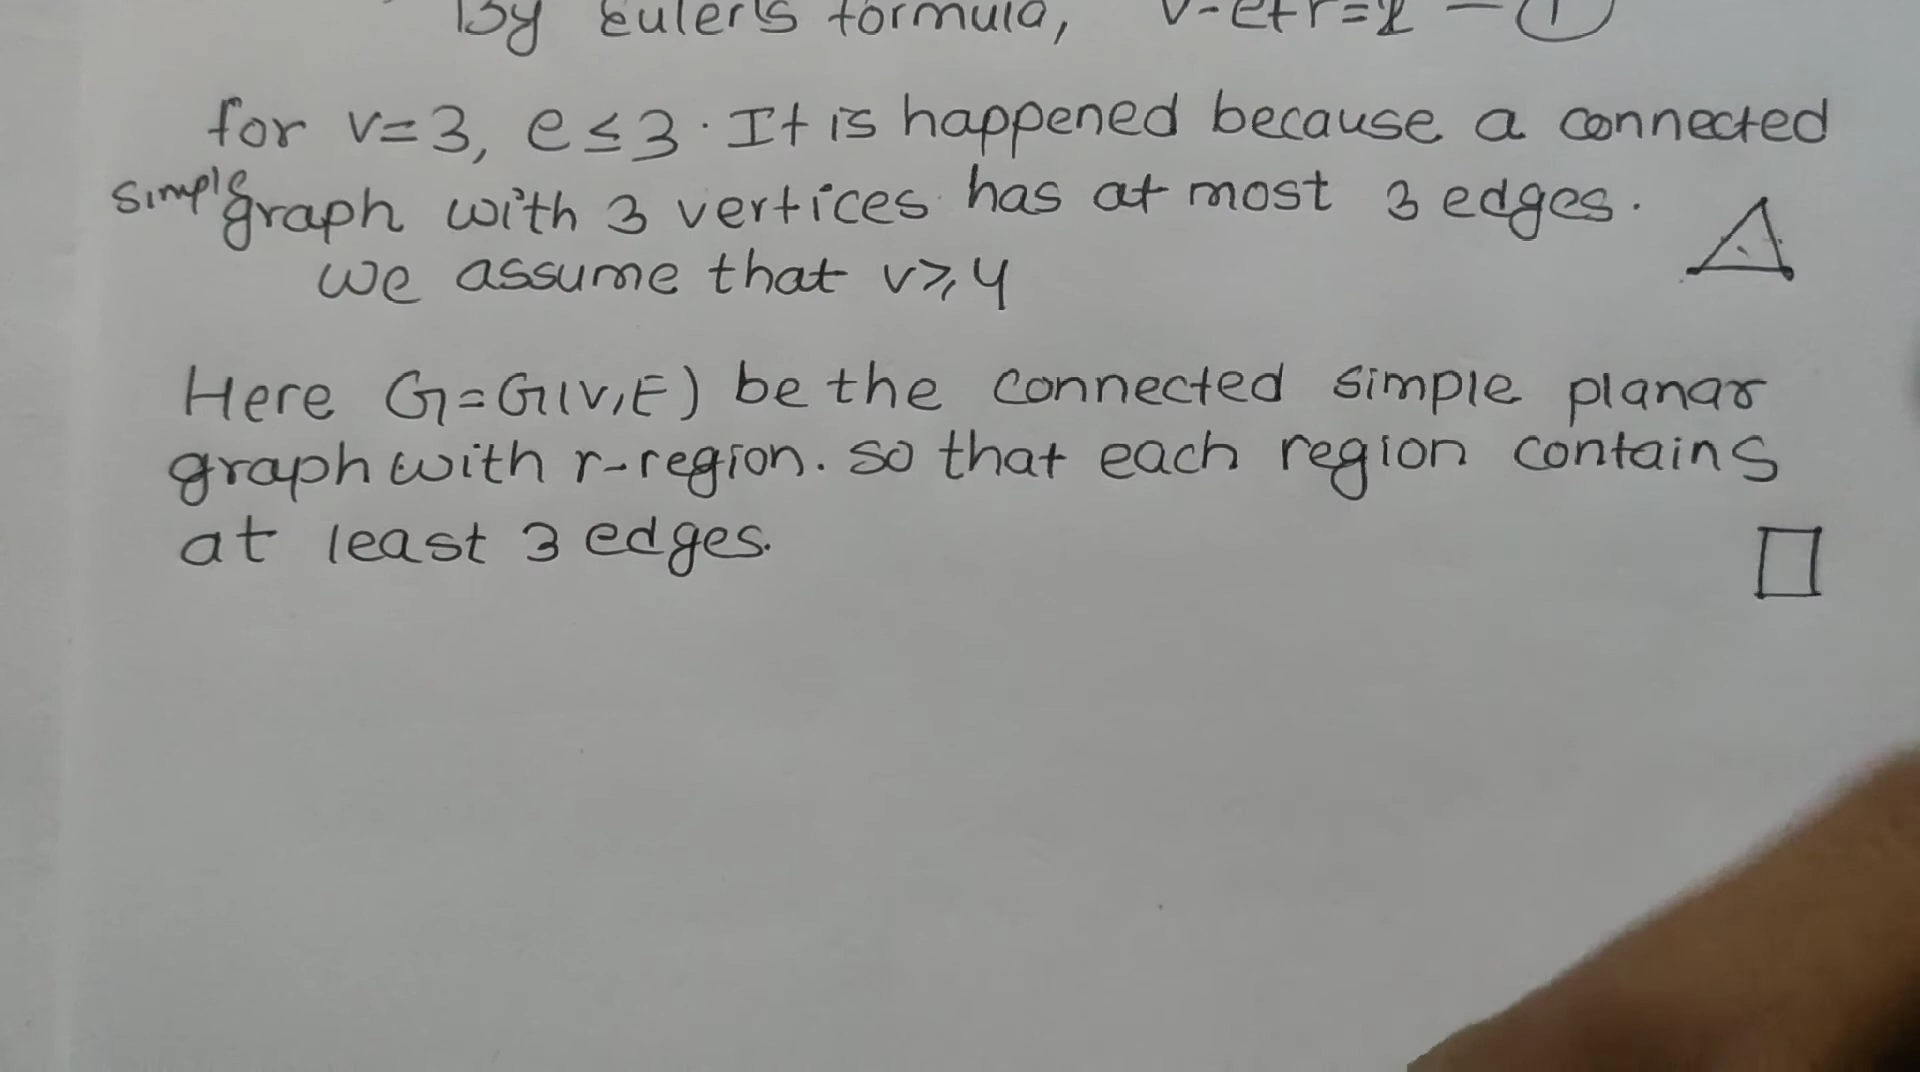 By Euler's formula, v-e+r=2 - ①
for v=3, e≤3. It is happened because a connected
simple graph with 3 vertices has at most 3 edges.
we assume that v≥4
Here G=G(V,E) be the connected simple planar
graph with r-region. so that each region contains
at least 3 edges.